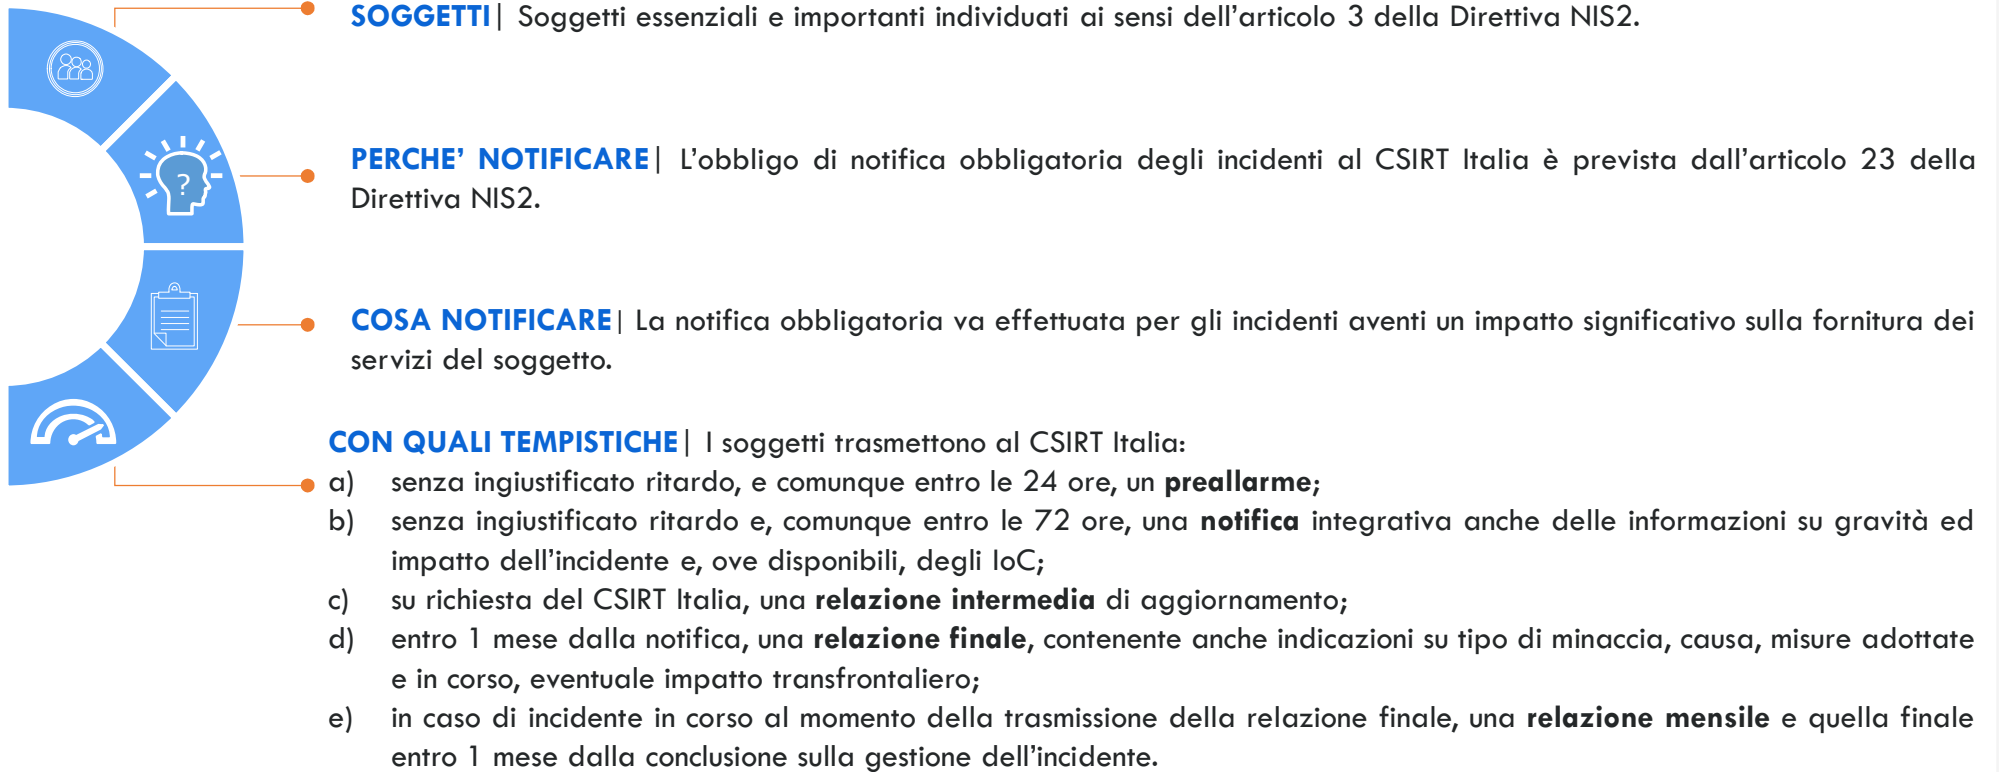 SOGGETTI| Soggetti essenziali e importanti individuati ai sensi dell'articolo 3 della Direttiva NIS2.
?
PERCHE' NOTIFICARE| L'obbligo di notifica obbligatoria degli incidenti al CSIRT Italia è prevista dall'articolo 23 della
Direttiva NIS2.
COSA NOTIFICARE| La notifica obbligatoria va effettuata per gli incidenti aventi un impatto significativo sulla fornitura dei
servizi del soggetto.
CON QUALI TEMPISTICHE| I soggetti trasmettono al CSIRT Italia:
a) senza ingiustificato ritardo, e comunque entro le 24 ore, un preallarme;
b) senza ingiustificato ritardo e, comunque entro le 72 ore, una notifica integrativa anche delle informazioni su gravità ed
impatto dell'incidente e, ove disponibili, degli IoC;
c) su richiesta del CSIRT Italia, una relazione intermedia di aggiornamento;
d) entro 1 mese dalla notifica, una relazione finale, contenente anche indicazioni su tipo di minaccia, causa, misure adottate
e in corso, eventuale impatto transfrontaliero;
e) in caso di incidente in corso al momento della trasmissione della relazione finale, una relazione mensile e quella finale
entro 1 mese dalla conclusione sulla gestione dell'incidente.